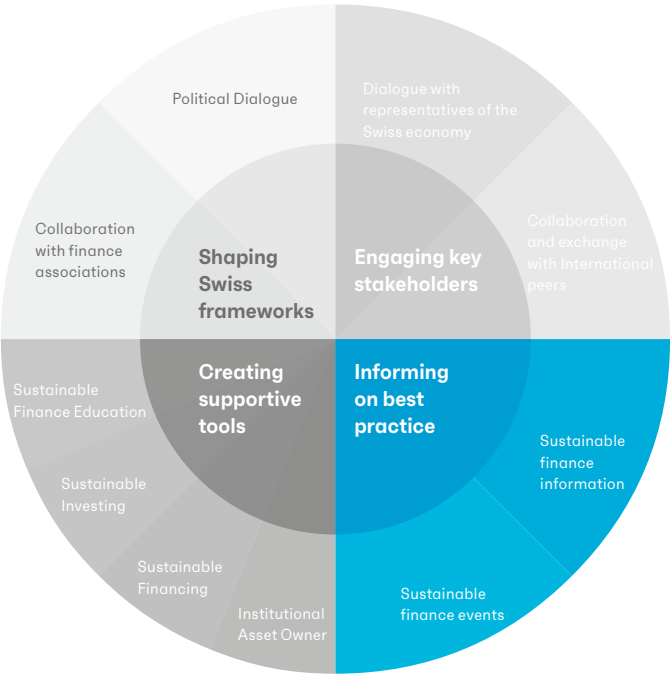 Political Dialogue
Dialogue with
representatives of the
Swiss economy
Collaboration
with finance
associations
Collaboration
and exchange
with International
peers
Shaping
Swiss
frameworks
Engaging key
stakeholders
Creating
supportive
tools
Informing
on best
practice
Sustainable
Finance Education
Sustainable
Investing
Sustainable
Financing
Institutional
Asset Owner
Sustainable
finance
information
Sustainable
finance events